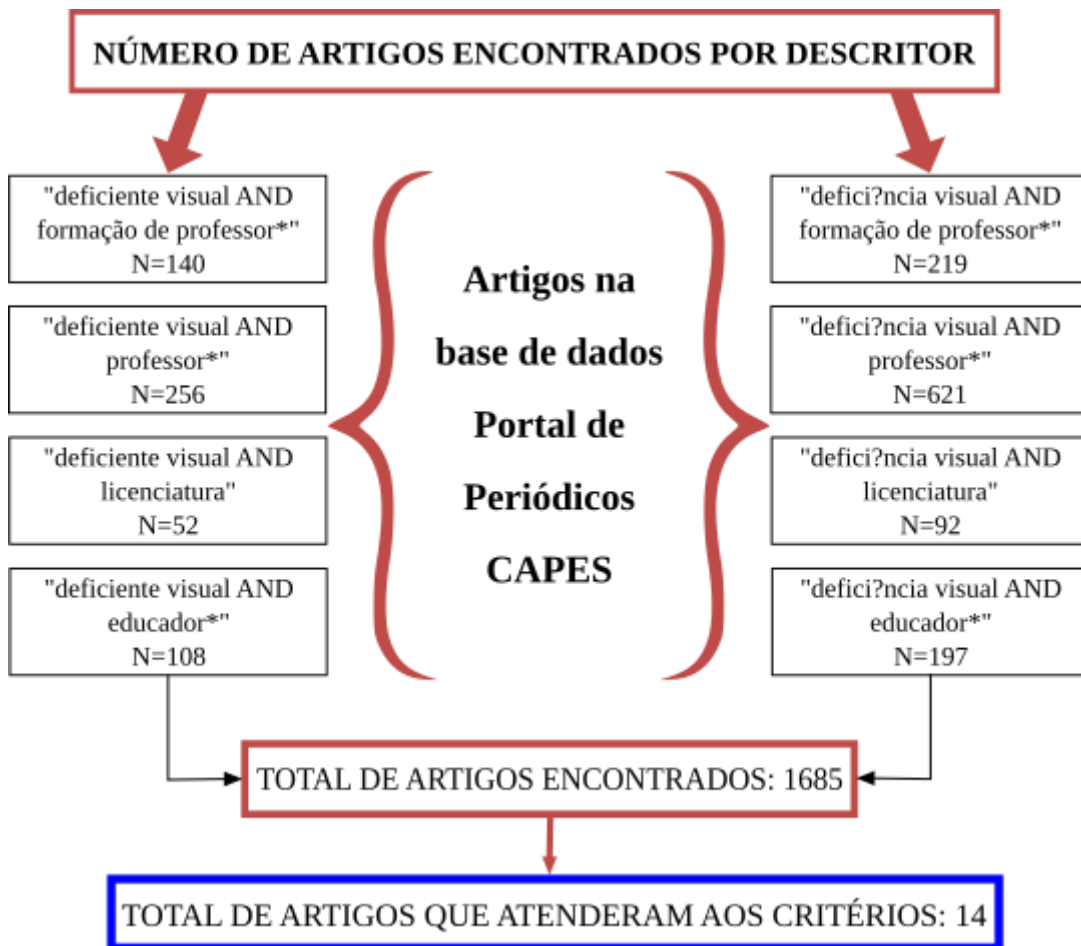 NÚMERO DE ARTIGOS ENCONTRADOS POR DESCRITOR
"deficiente visual AND
formação de professor*"
N=140
"deficiente visual AND
professor*"
N=256
"deficiente visual AND
licenciatura"
N=52
"deficiente visual AND
educador*"
N=108
Artigos na
base de dados
Portal de
Periódicos
CAPES
"defici?ncia visual AND
formação de professor*"
N=219
"defici?ncia visual AND
professor*"
N=621
"defici?ncia visual AND
licenciatura"
N=92
"defici?ncia visual AND
educador*"
N=197
TOTAL DE ARTIGOS ENCONTRADOS: 1685
TOTAL DE ARTIGOS QUE ATENDERAM AOS CRITÉRIOS: 14